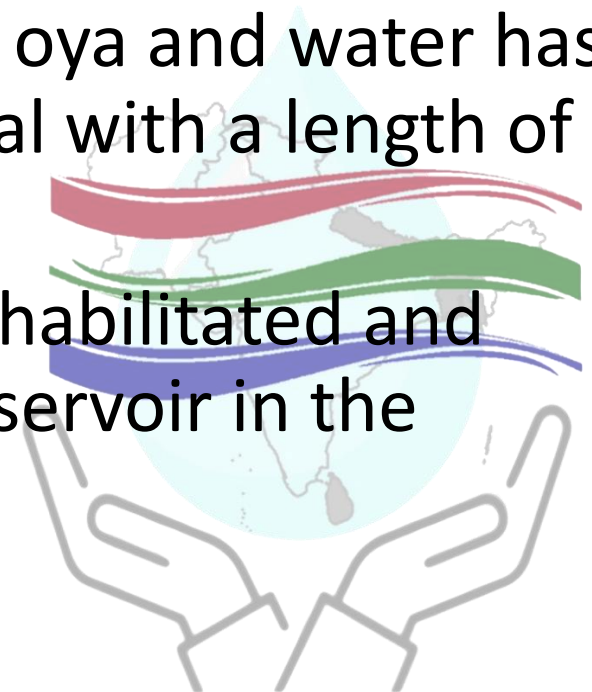 oya and water has
al with a length of
habilitated and
servoir in the